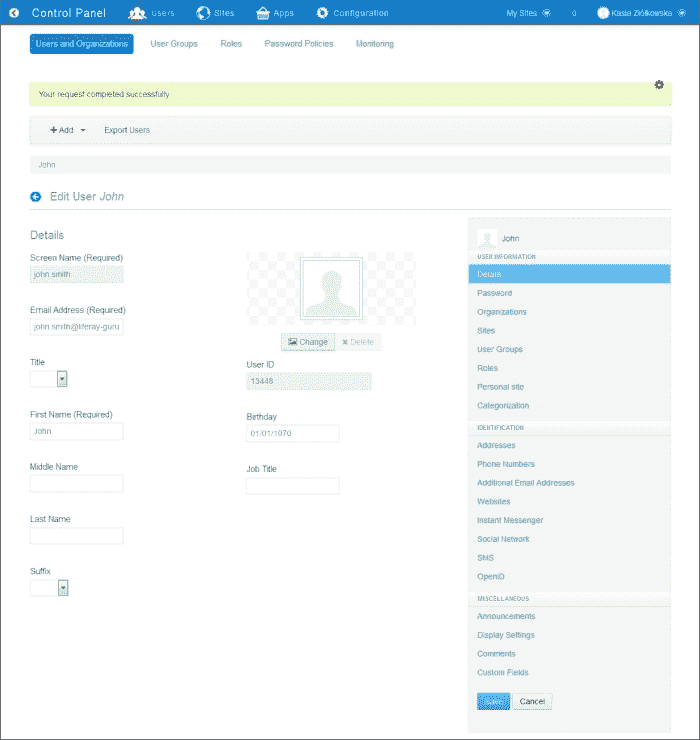 Control Panel Users Sites Apps Configuration My Sites 0 Kasia Ziółkowska
Users and Organizations User Groups Roles Password Policies Monitoring
Your request completed successfully
Add Export Users
John
Edit User John
Details
Screen Name (Required)
john smith
Email Address (Required)
john smith@liferay-guru
Title
First Name (Required)
John
Middle Name
Last Name
Suffix
Change Delete
User ID
13448
Birthday
01/01/1970
Job Title
John
USER INFORMATION
Details
Password
Organizations
Sites
User Groups
Roles
Personal site
Categorization
IDENTIFICATION
Addresses
Phone Numbers
Additional Email Addresses
Websites
Instant Messenger
Social Network
SMS
OpenID
MISCELLANEOUS
Announcements
Display Settings
Comments
Custom Fields
Save Cancel